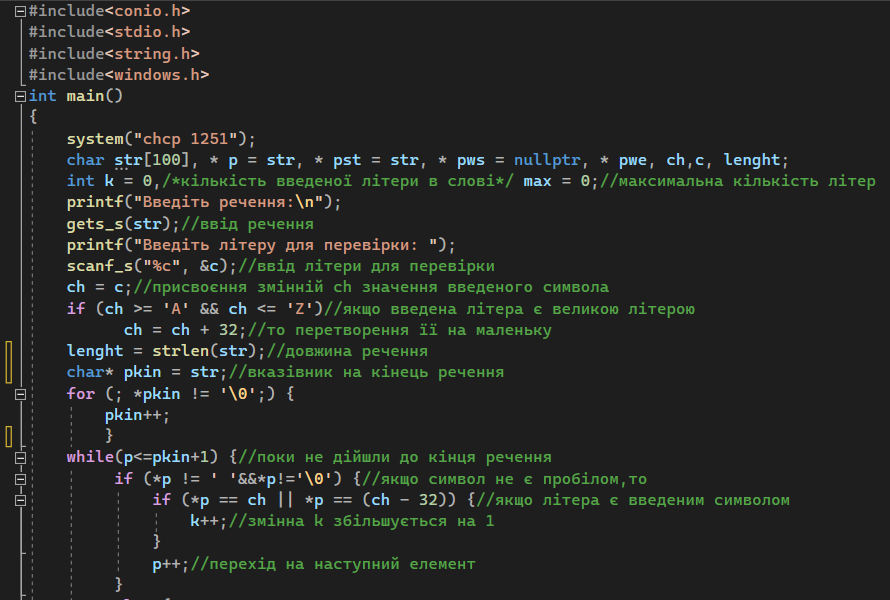 #include<conio.h>
#include<stdio.h>
#include<string.h>
#include<windows.h>
int main()
{
system("chcp 1251");
char str[100], * p = str, * pst = str, * pws = nullptr, * pwe, ch,c, lenght;
int k = 0,/*кількість введеної літери в слові*/ max = 0;//максимальна кількість літер
printf("Введіть речення:\n");
gets_s(str);//ввід речення
printf("Введіть літеру для перевірки: ");
scanf_s("%c", &c);//ввід літери для перевірки
ch = c;//присвоєння змінній ch значення введеного символа
if (ch >= 'A' && ch <= 'Z')//якщо введена літера є великою літерою
ch = ch + 32;//то перетворення її на маленьку
lenght = strlen(str);//довжина речення
char* pkin = str;//вказівник на кінець речення
for (; *pkin != '\0';) {
pkin++;
}
while(p<=pkin+1) {//поки не дійшли до кінця речення
if (*p != ' '&&*p!='\0') {//якщо символ не є пробілом,то
if (*p == ch || *p == (ch - 32)) {//якщо літера є введеним символом
k++;//змінна k збільшується на 1
}
p++;//перехід на наступний елемент
}